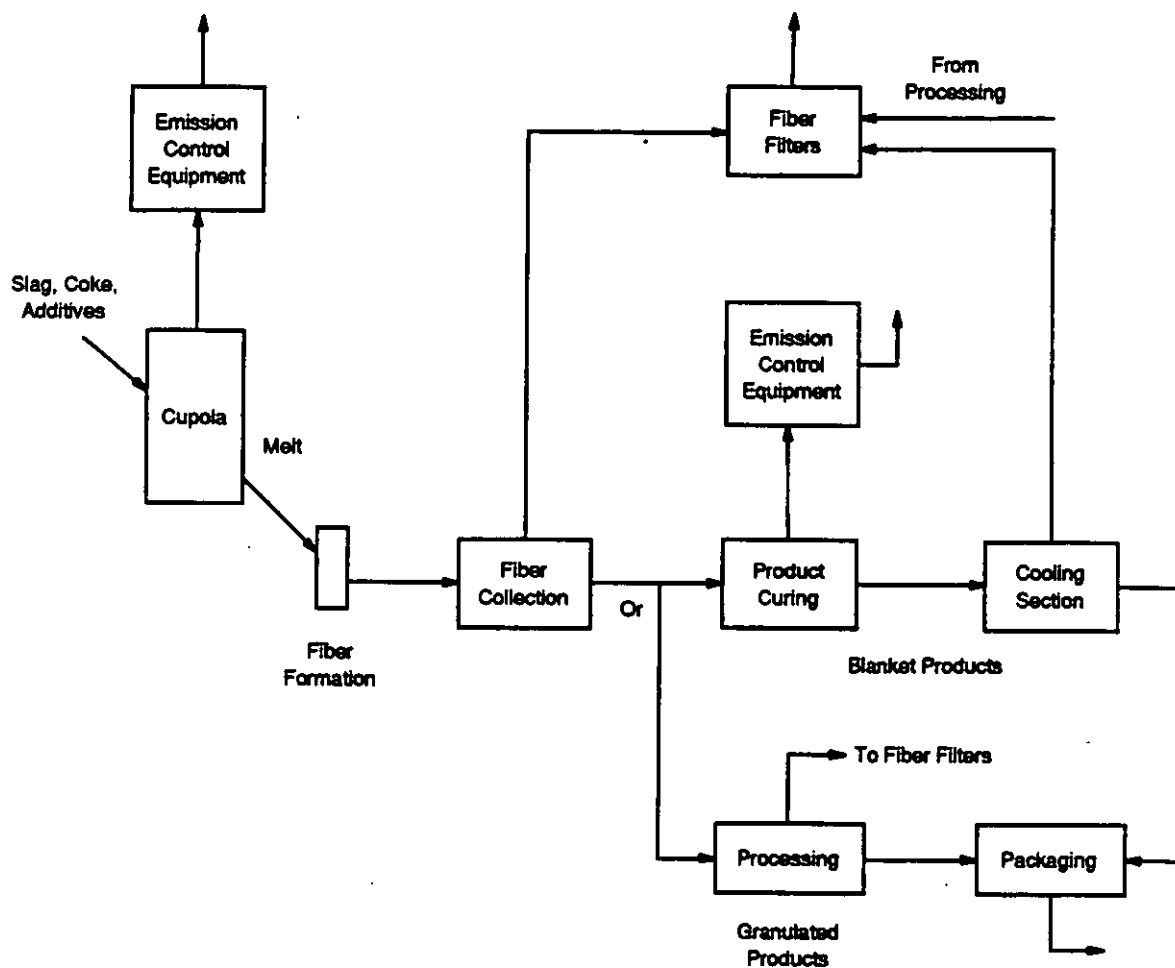 Emission
Control
Equipment
From
Processing
Fiber
Filters
Slag, Coke,
Additives
Cupola
Melt
Emission
Control
Equipment
Fiber
Formation
Fiber
Collection
Or
Product
Curing
Cooling
Section
Blanket Products
To Fiber Filters
Processing
Packaging
Granulated
Products